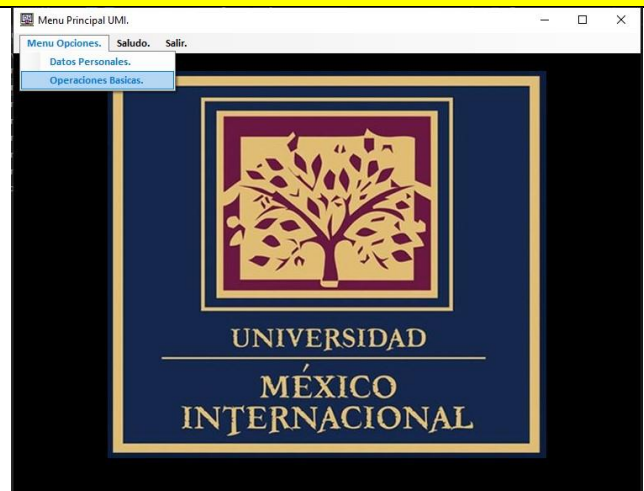 Menu Principal UMI.
Menu Opciones. Saludo. Salir.
Datos Personales.
Operaciones Basicas.
UNIVERSIDAD
MÉXICO
INTERNACIONAL